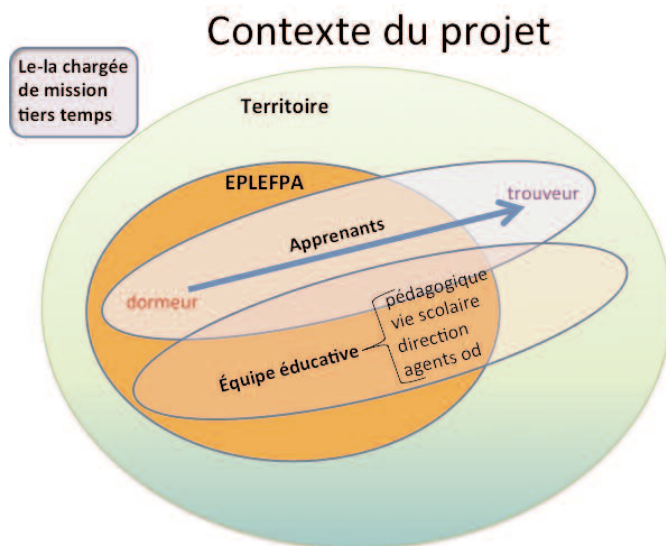 Contexte du projet
Le-la chargée
de mission
tiers temps
Territoire
EPLEFPA
trouveur
Apprenants
dormeur
pédagogique
vie scolaire
Équipe éducative
direction
agents od